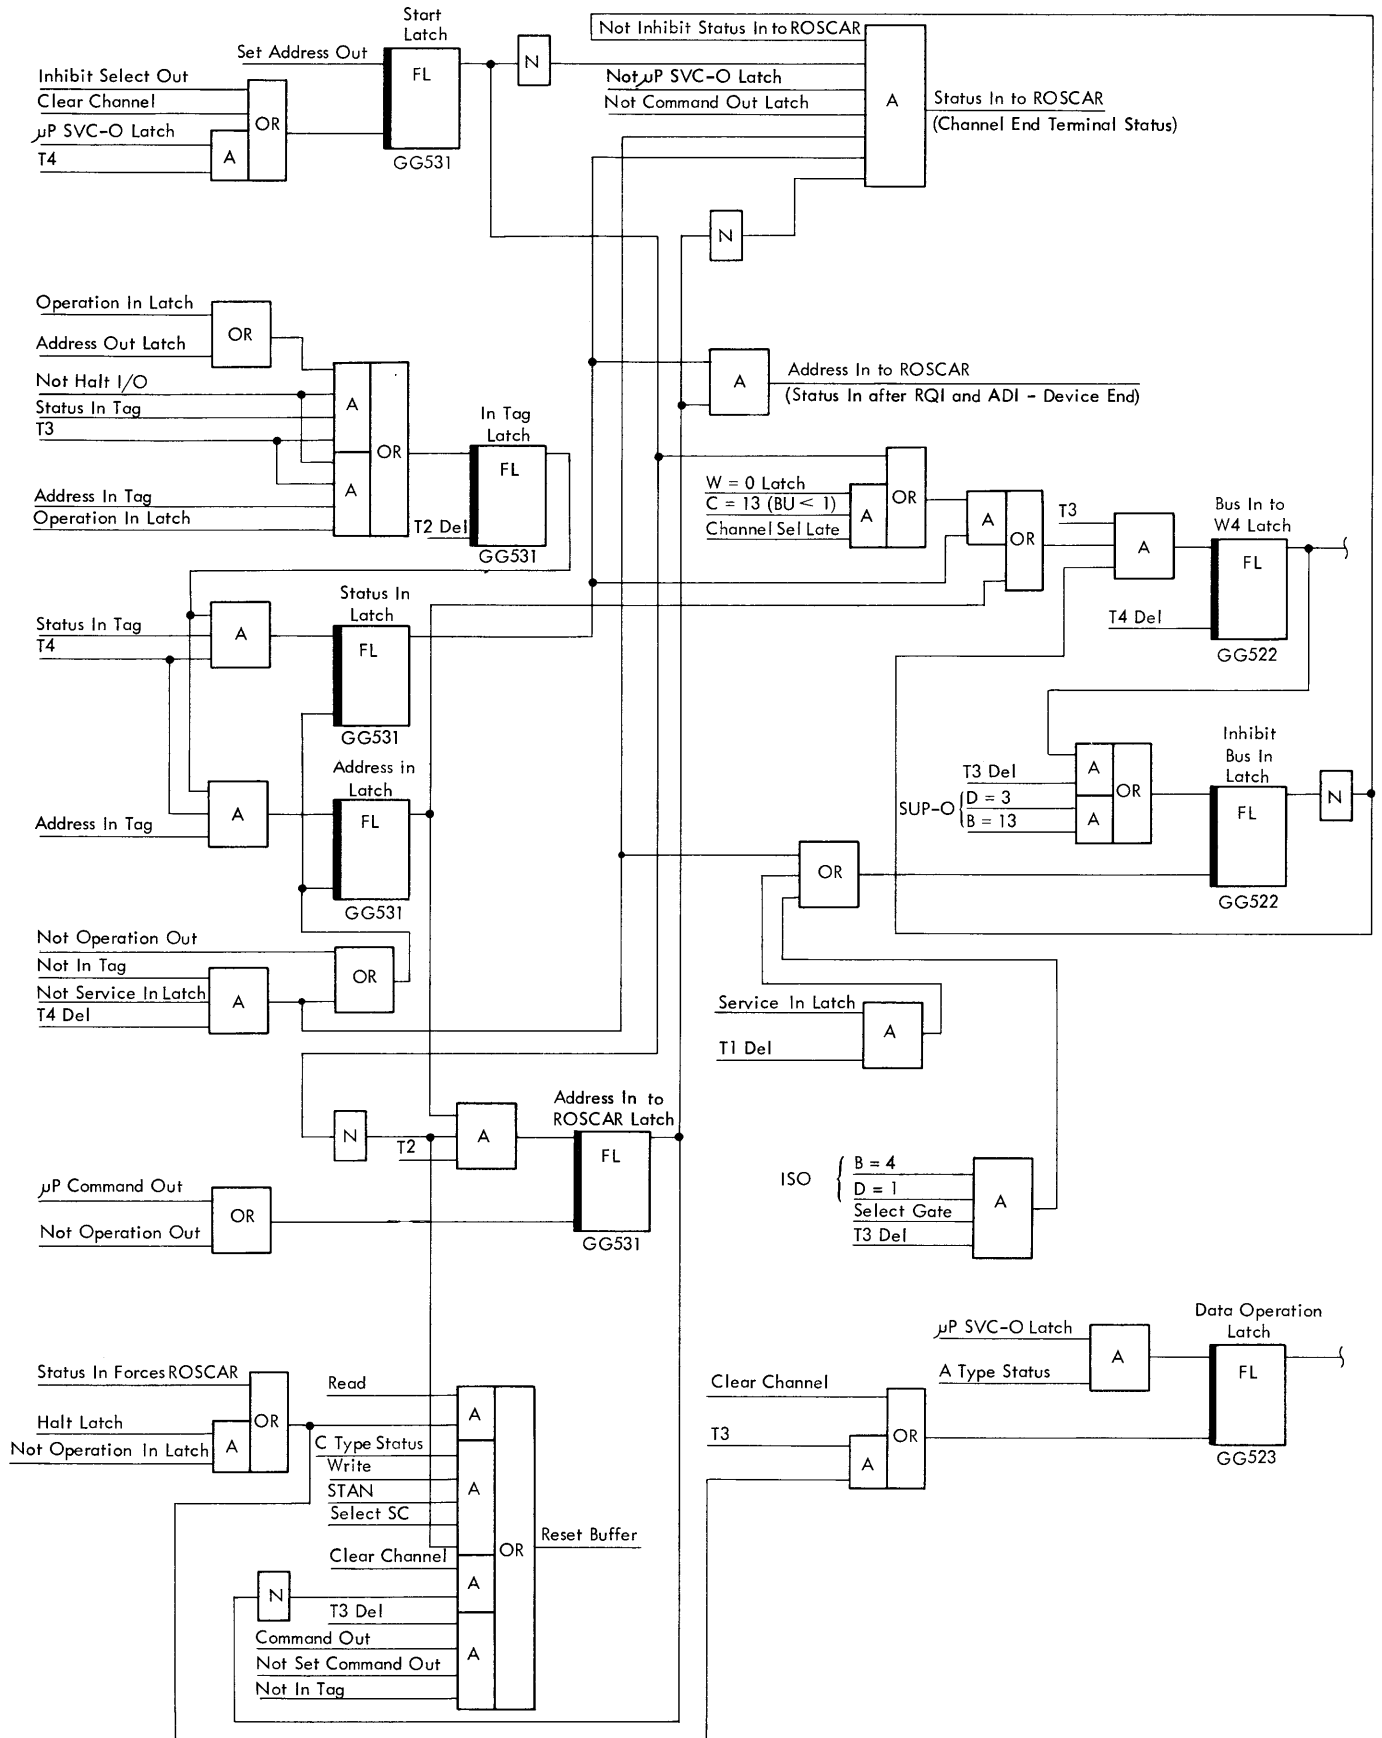 Start
Latch
Set Address Out
FL
N
GG531
Inhibit Select Out
Clear Channel
OR
µP SVC-O Latch
A
T4
Not Inhibit Status In to ROSCAR
Not µP SVC-O Latch
Not Command Out Latch
A
Status In to ROSCAR
(Channel End Terminal Status)
N
Operation In Latch
OR
Address Out Latch
Not Halt I/O
Status In Tag
T3
A
OR
A
Address In Tag
Operation In Latch
In Tag
Latch
FL
T2 Del
GG531
A
Address In to ROSCAR
(Status In after RQI and ADI - Device End)
W = 0 Latch
C = 13 (BU < 1)
Channel Sel Late
A
OR
A
OR
T3
A
Bus In to
W4 Latch
FL
T4 Del
GG522
Status In Tag
T4
A
Status In
Latch
FL
GG531
Address In Tag
A
Address in
Latch
FL
GG531
T3 Del
SUP-O { D = 3
B = 13
A
A
OR
Inhibit
Bus In
Latch
FL
N
GG522
OR
Not Operation Out
Not In Tag
Not Service In Latch
T4 Del
A
OR
Service In Latch
A
T1 Del
N
T2
A
Address In to
ROSCAR Latch
FL
GG531
µP Command Out
OR
Not Operation Out
ISO { B = 4
D = 1
Select Gate
T3 Del
A
Status In Forces ROSCAR
Halt Latch
Not Operation In Latch
OR
A
Read
A
C Type Status
Write
STAN
Select SC
A
Clear Channel
N
A
T3 Del
Command Out
Not Set Command Out
Not In Tag
A
OR
Reset Buffer
µP SVC-O Latch
A Type Status
A
Data Operation
Latch
FL
GG523
Clear Channel
T3
A
OR